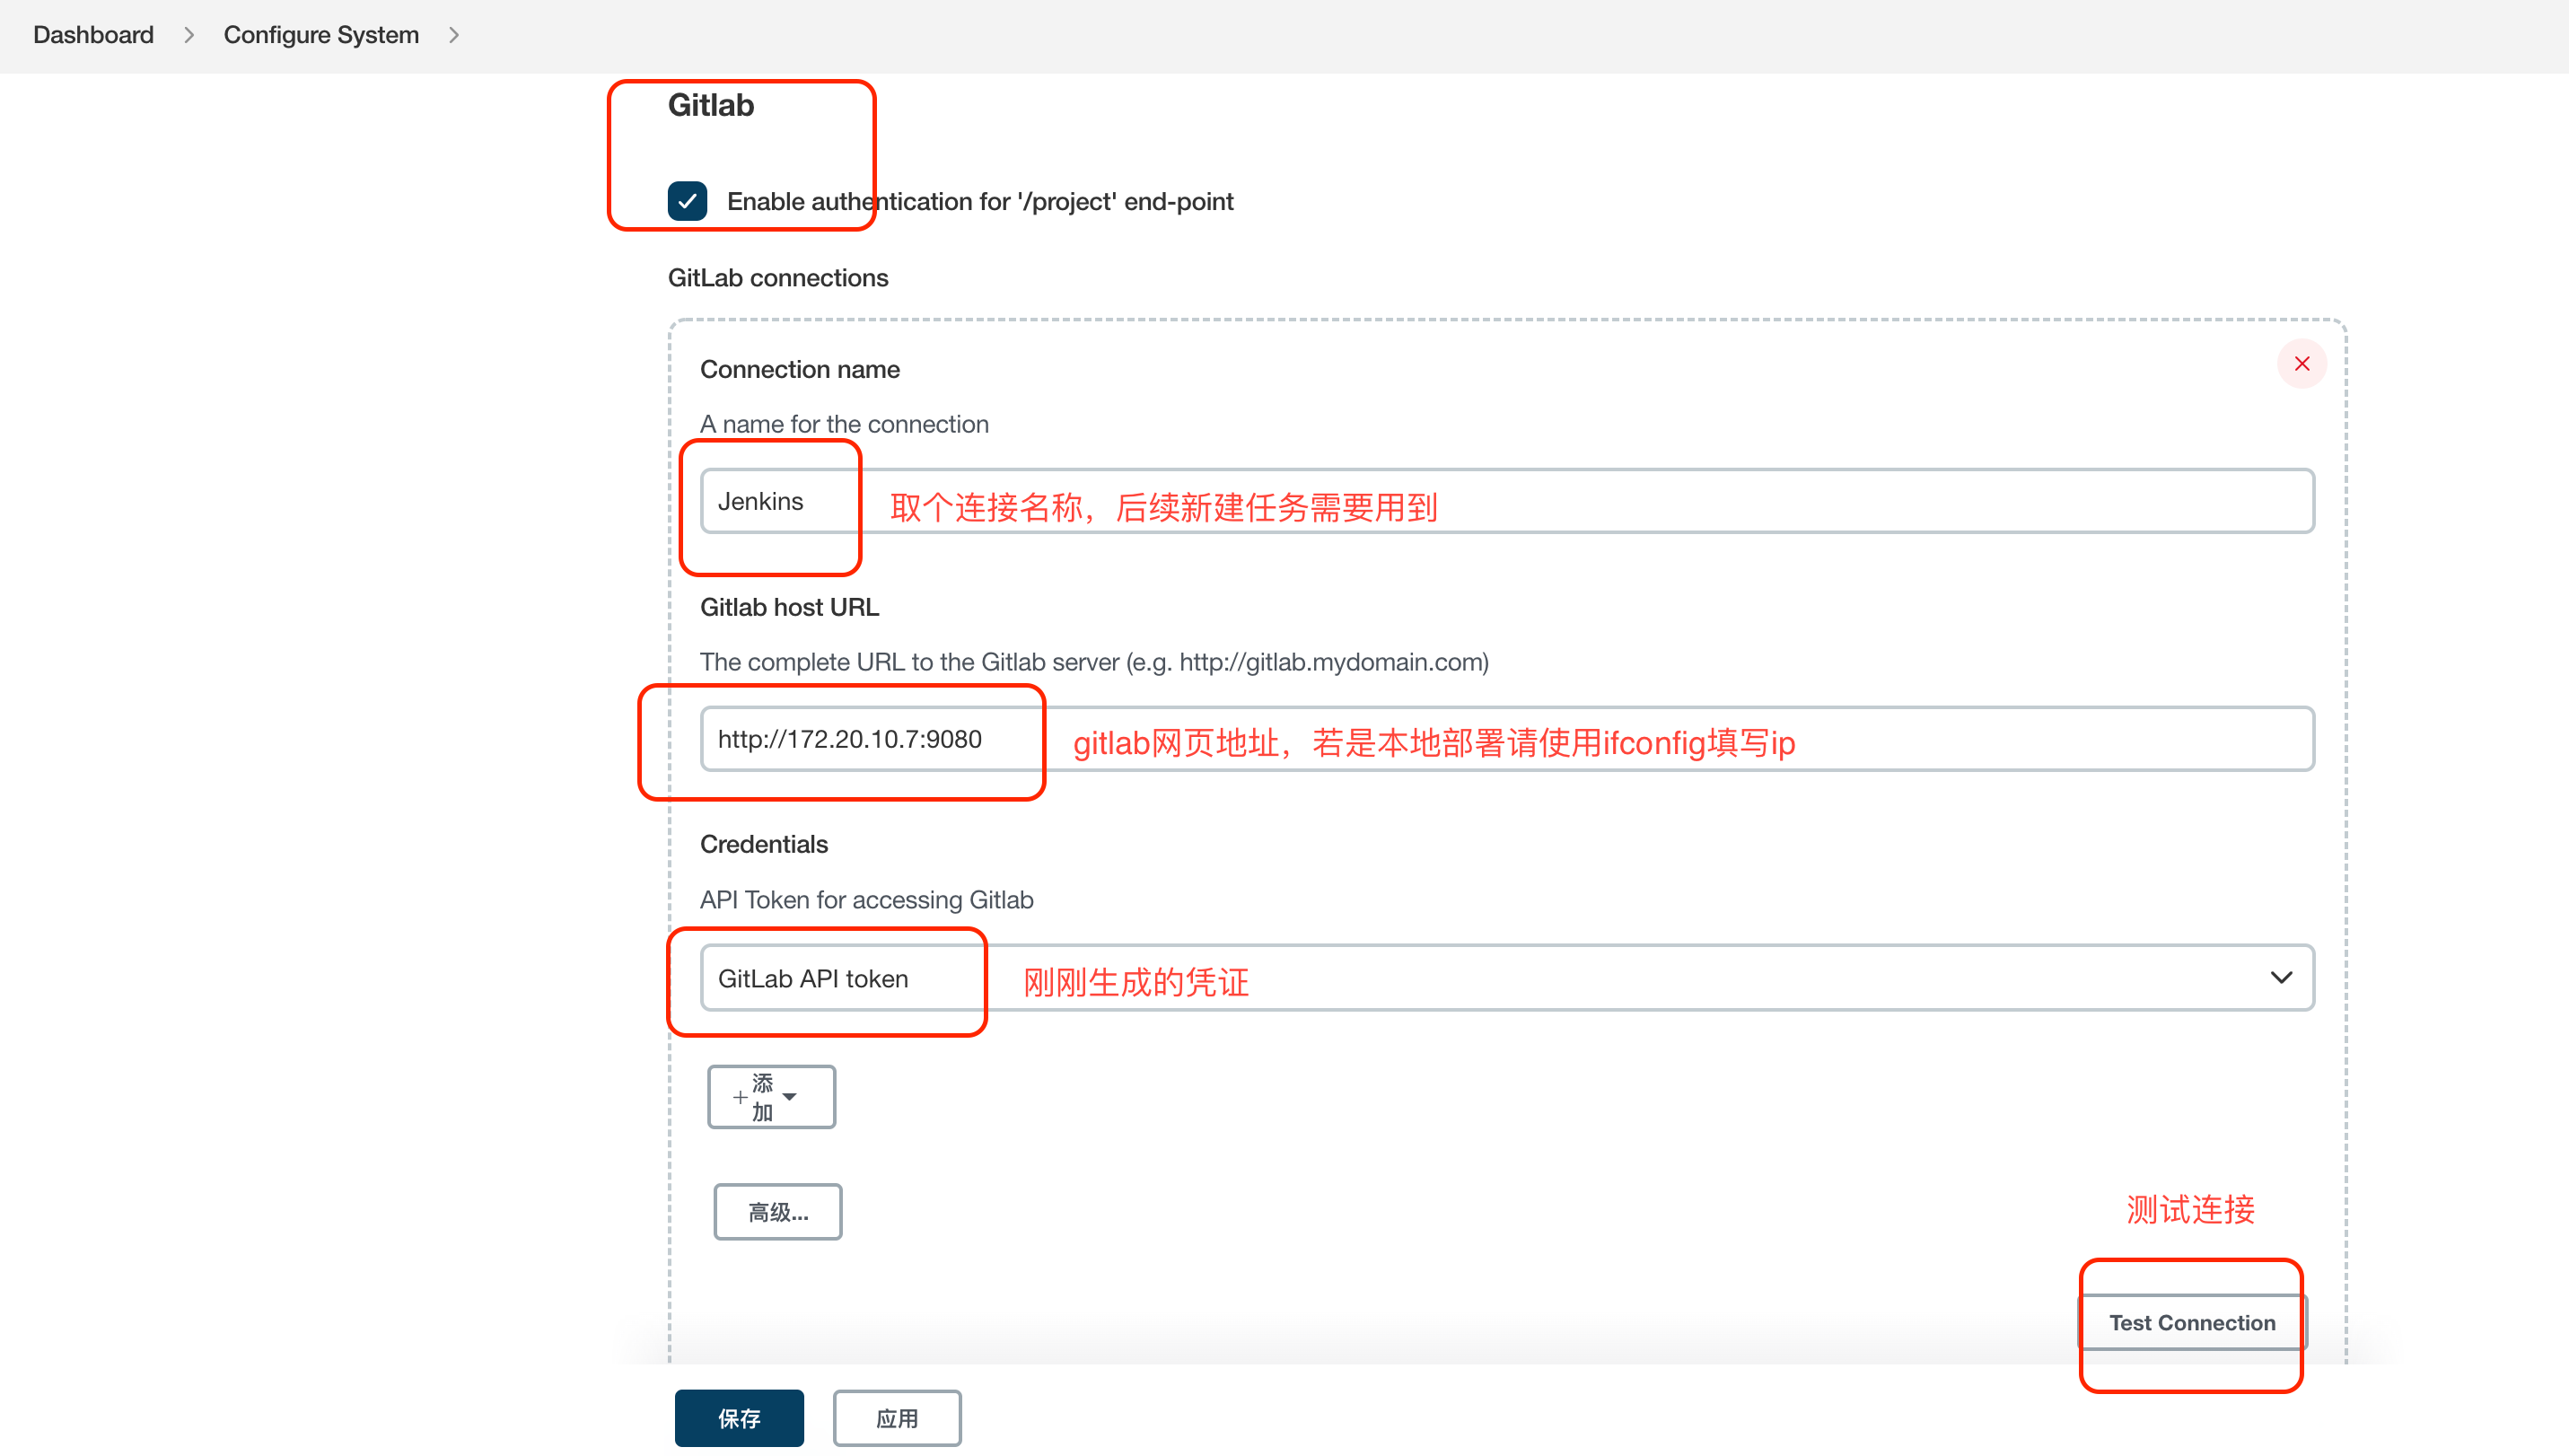 Dashboard > Configure System >
Gitlab
Enable authentication for '/project' end-point
GitLab connections
Connection name
A name for the connection
Jenkins 取个连接名称，后续新建任务需要用到
Gitlab host URL
The complete URL to the Gitlab server (e.g. http://gitlab.mydomain.com)
http://172.20.10.7:9080 gitlab网页地址，若是本地部署请使用ifconfig填写ip
Credentials
API Token for accessing Gitlab
GitLab API token 刚刚生成的凭证
+添
加
高级...
测试连接
Test Connection
保存 应用